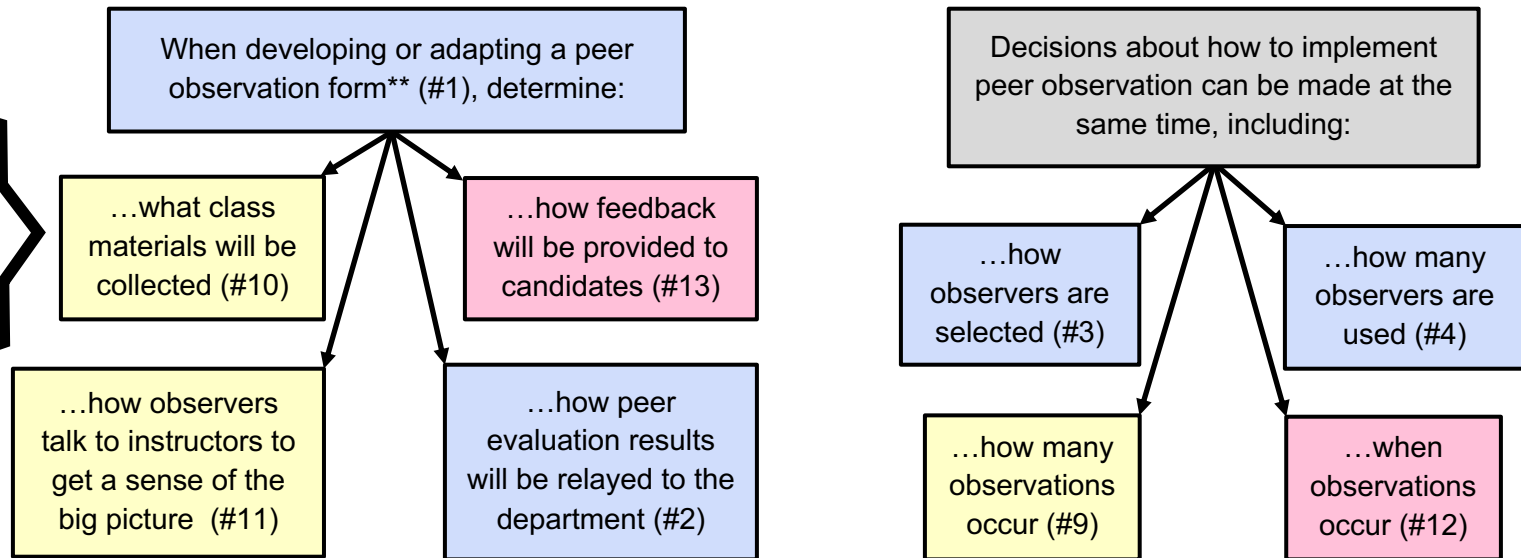 When developing or adapting a peer
observation form** (#1), determine:
…what class
materials will be
collected (#10)
…how feedback
will be provided to
candidates (#13)
…how observers
talk to instructors to
get a sense of the
big picture  (#11)
…how peer
evaluation results
will be relayed to the
department (#2)
Decisions about how to implement
peer observation can be made at the
same time, including:
…how
observers are
selected (#3)
…how many
observers are
used (#4)
…how many
observations
occur (#9)
…when
observations
occur (#12)